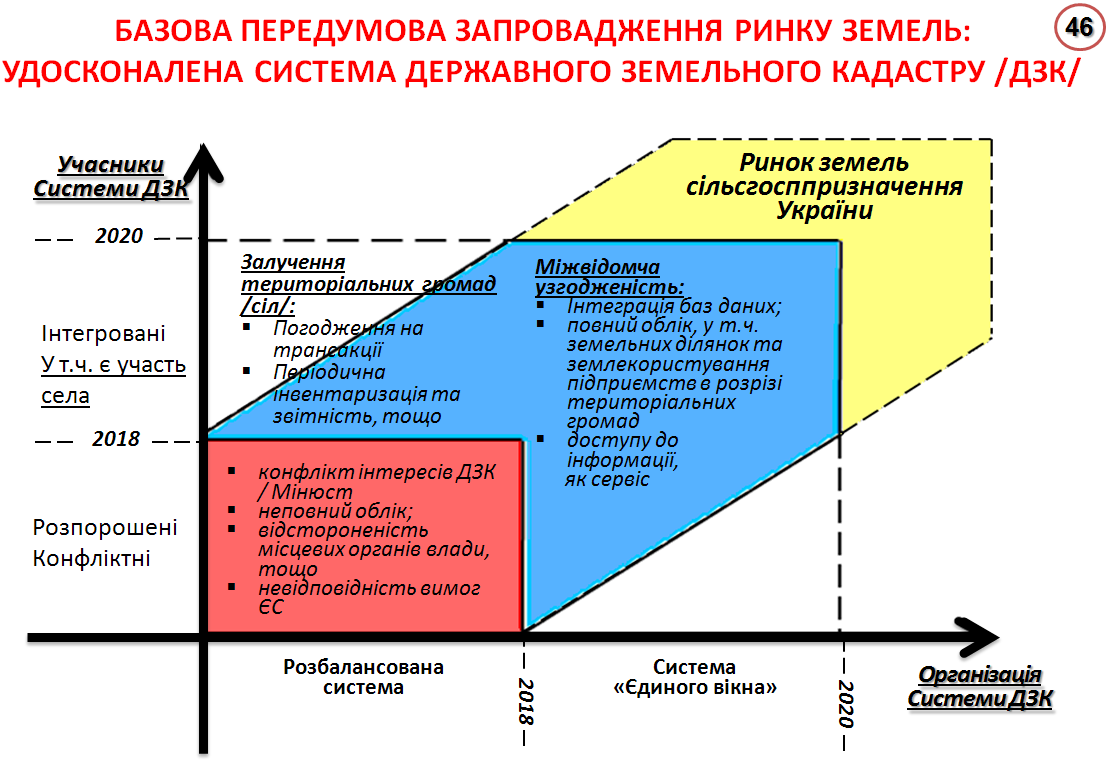 БАЗОВА ПЕРЕДУМОВА ЗАПРОВАДЖЕННЯ РИНКУ ЗЕМЕЛЬ:
46
УДОСКОНАЛЕНА СИСТЕМА ДЕРЖАВНОГО ЗЕМЕЛЬНОГО КАДАСТРУ /ДЗК/
Учасники
Системи ДЗК
Ринок земель
сільсгосппризначення
України
2020
Залучення
територіальних громад
/сіл/:
▪ Погодження на
трансакції
▪ Періодична
інвентаризація та
звітність, тощо
Міжвідомча
узгодженість:
▪ Інтеграція баз даних;
▪ повний облік, у т.ч.
земельних ділянок та
землекористування
підприємств в розрізі
територіальних
громад
▪ доступу до
інформації,
як сервіс
Інтегровані
У т.ч. є участь
села
2018
▪ конфлікт інтересів ДЗК
/ Мінюст
▪ неповний облік;
▪ відстороненість
місцевих органів влади,
тощо
▪ невідповідність вимог
ЄС
Розпорошені
Конфліктні
Розбалансована
система
2018
Система
«Єдиного вікна»
2020
Організація
Системи ДЗК